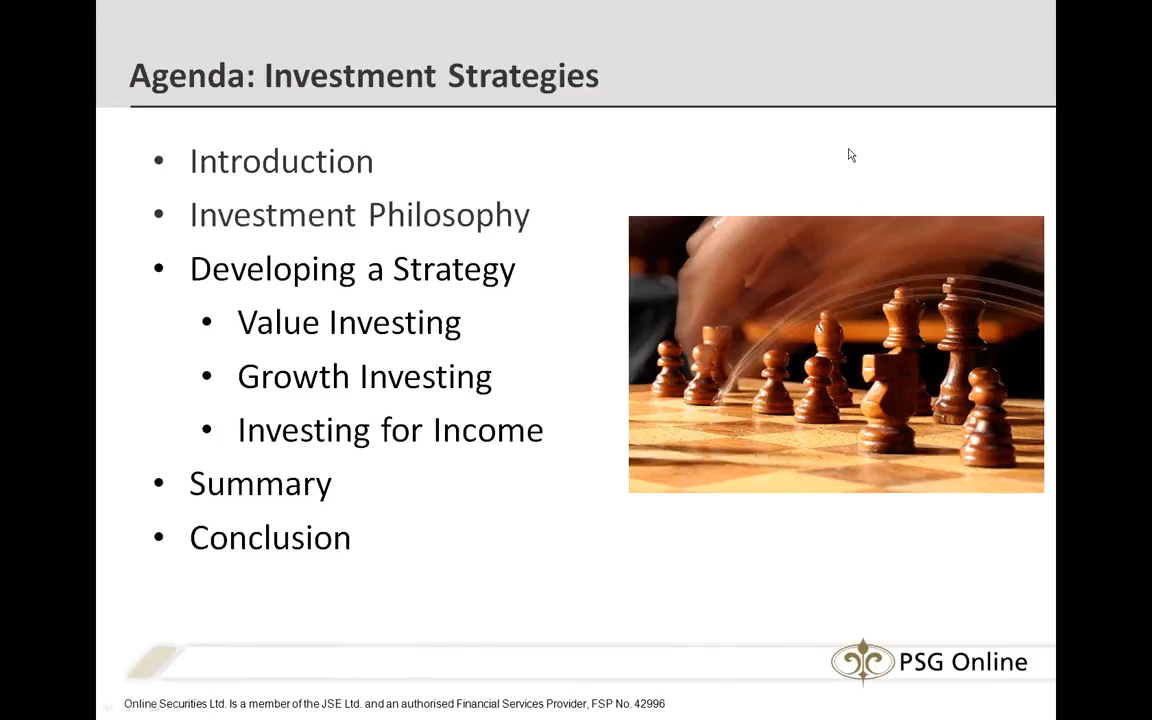 Agenda: Investment Strategies
• Introduction
• Investment Philosophy
• Developing a Strategy
• Value Investing
• Growth Investing
• Investing for Income
• Summary
• Conclusion
PSG Online
Online Securities Ltd. Is a member of the JSE Ltd. and an authorised Financial Services Provider, FSP No. 42996